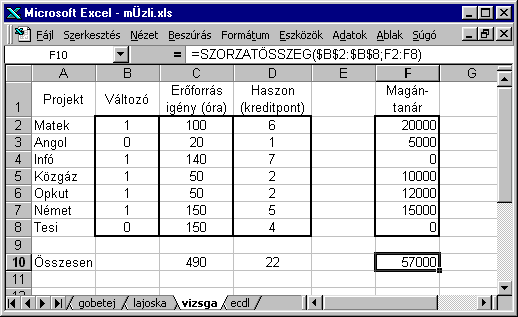 Microsoft Excel - mÜzli.xls
Fájl Szerkesztés Nézet Beszúrás Formátum Eszközök Adatok Ablak Súgó
F10 = =SZORZATÖSSZEG($B$2:$B$8;F2:F8)
A B C D E F G
1 Projekt Változó Erőforrás igény (óra) Haszon (kreditpont) Magán- tanár
2 Matek 1 100 6 20000
3 Angol 0 20 1 5000
4 Infó 1 140 7 0
5 Közgáz 1 50 2 10000
6 Opkut 1 50 2 12000
7 Német 1 150 5 15000
8 Tesi 0 150 4 0
9
10 Összesen 490 22 57000
11
gobetej lajoska vizsga ecdl